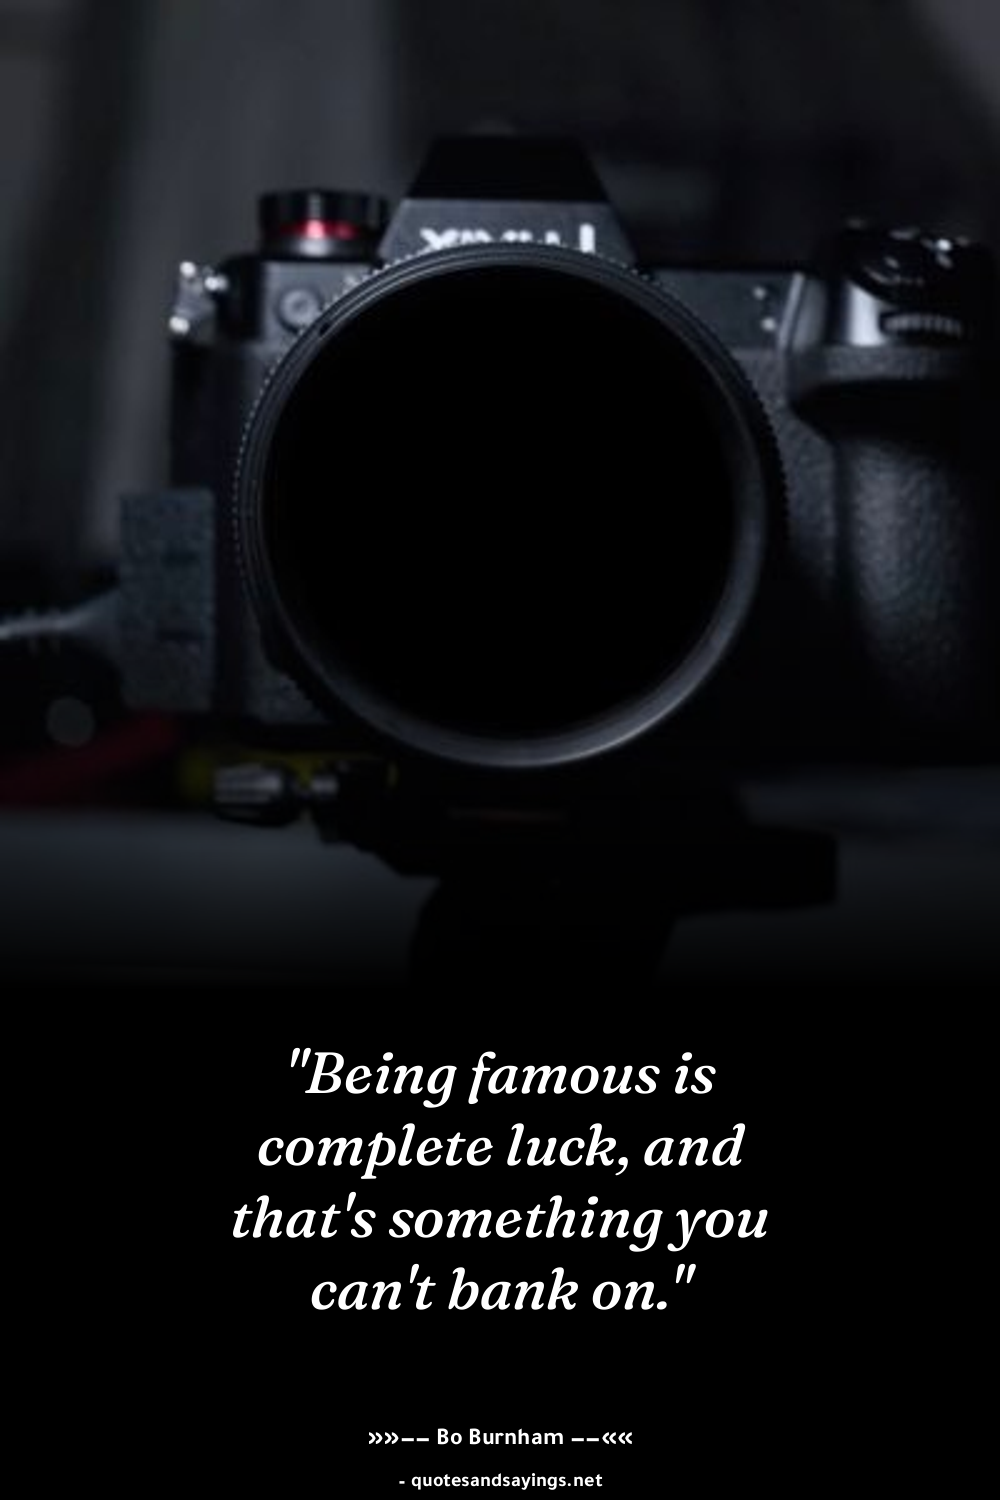 "Being famous is
complete luck, and
that's something you
can't bank on."
»»–– Bo Burnham ––««
- quotesandsayings.net